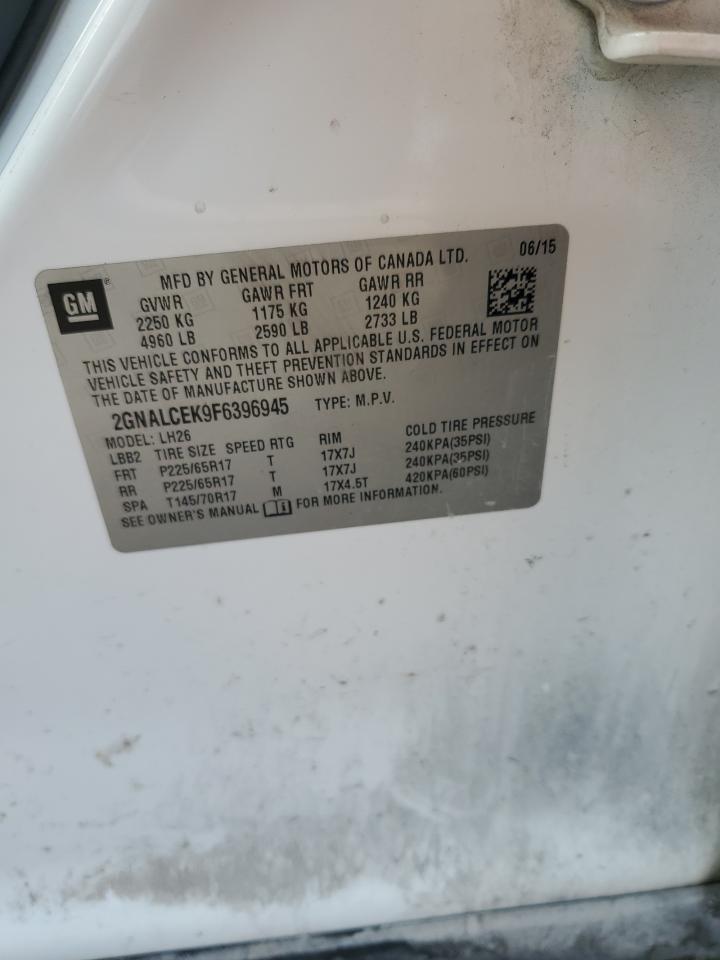 MFD BY GENERAL MOTORS OF CANADA LTD. 06/15
GM ®
GVWR GAWR FRT GAWR RR
2250 KG 1175 KG 1240 KG
4960 LB 2590 LB 2733 LB
THIS VEHICLE CONFORMS TO ALL APPLICABLE U.S. FEDERAL MOTOR
VEHICLE SAFETY AND THEFT PREVENTION STANDARDS IN EFFECT ON
THE DATE OF MANUFACTURE SHOWN ABOVE.
2GNALCEK9F6396945 TYPE: M.P.V.
MODEL: LH26
LBB2 TIRE SIZE SPEED RTG RIM COLD TIRE PRESSURE
FRT P225/65R17 T 17X7J 240KPA(35PSI)
RR P225/65R17 T 17X7J 240KPA(35PSI)
SPA T145/70R17 M 17X4.5T 420KPA(60PSI)
SEE OWNER'S MANUAL FOR MORE INFORMATION.